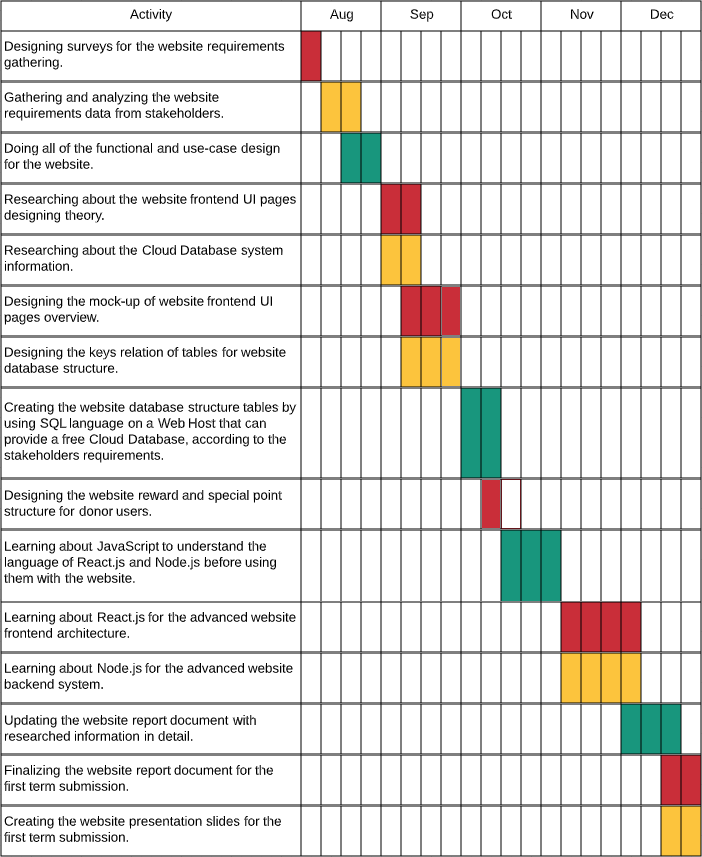 Activity
Aug
Sep
Oct
Nov
Dec
Designing surveys for the website requirements
gathering.
Gathering and analyzing the website
requirements data from stakeholders.
Doing all of the functional and use-case design
for the website.
Researching about the website frontend UI pages
designing theory.
Researching about the Cloud Database system
information.
Designing the mock-up of website frontend UI
pages overview.
Designing the keys relation of tables for website
database structure.
Creating the website database structure tables by
using SQL language on a Web Host that can
provide a free Cloud Database, according to the
stakeholders requirements.
Designing the website reward and special point
structure for donor users.
Learning about JavaScript to understand the
language of React.js and Node.js before using
them with the website.
Learning about React.js for the advanced website
frontend architecture.
Learning about Node.js for the advanced website
backend system.
Updating the website report document with
researched information in detail.
Finalizing the website report document for the
first term submission.
Creating the website presentation slides for the
first term submission.